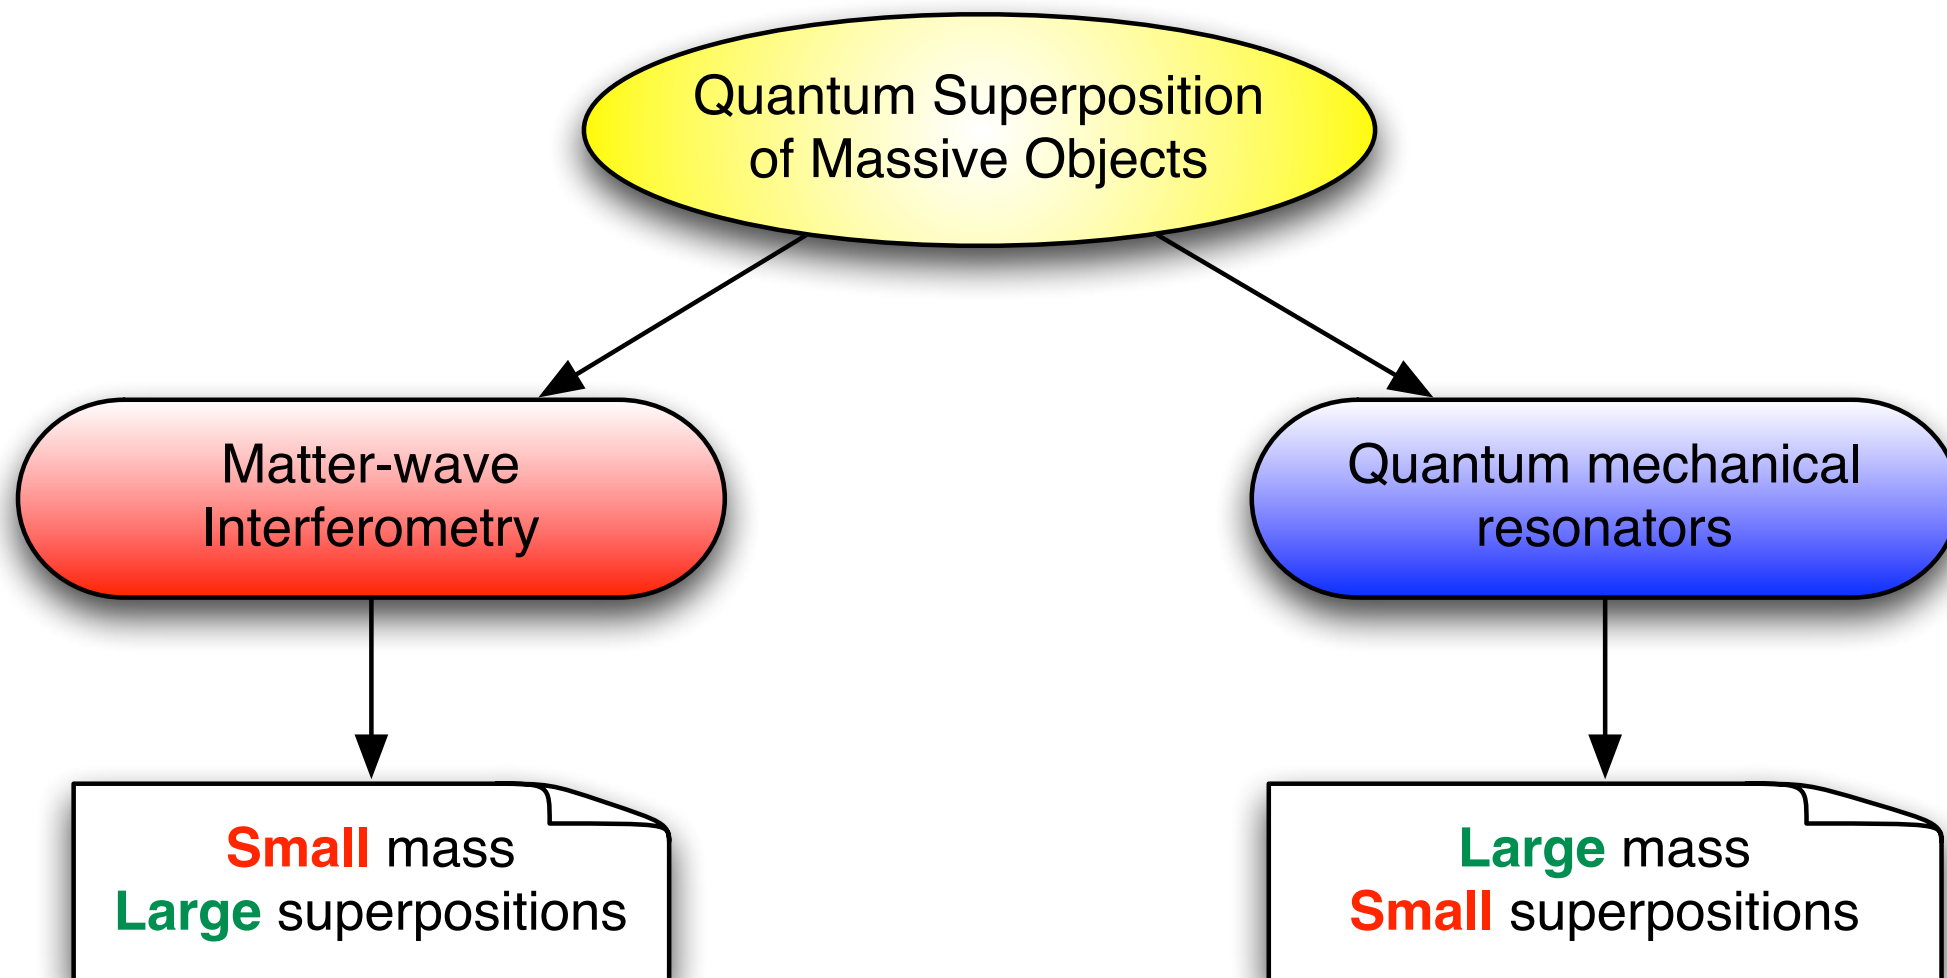 Quantum Superposition
of Massive Objects
Matter-wave
Interferometry
Quantum mechanical
resonators
Small mass
Large superpositions
Large mass
Small superpositions